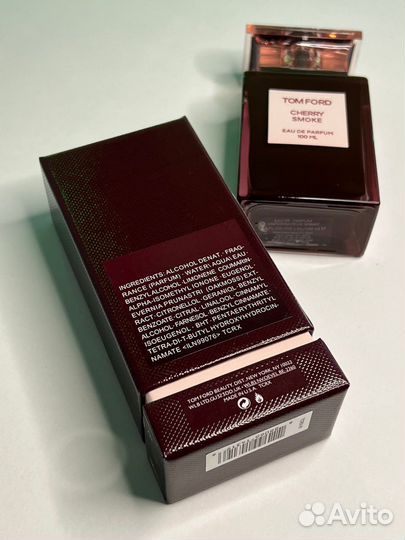 TOM FORD
CHERRY
SMOKE
EAU DE PARFUM
100 ML
INGREDIENTS: ALCOHOL DENAT., FRAG-
RANCE (PARFUM), WATER\AQUA\EAU,
BENZYL ALCOHOL, LIMONENE, COUMARIN,
ALPHA-ISOMETHYL IONONE, EUGENOL,
EVERNIA PRUNASTRI (OAKMOSS) EXT-
RACT, CITRONELLOL, GERANIOL, BENZYL
BENZOATE, CITRAL, LINALOOL, CINNAMYL
ALCOHOL, FARNESOL, BENZYL CINNAMATE,
ISOEUGENOL, BHT, PENTAERYTHRITYL
TETRA-DI-T-BUTYL HYDROXYHYDROCIN-
NAMATE <ILN99076> TCRX
TOM FORD BEAUTY DIST. NEW YORK, NY 10022
MADE IN U.S.A. TCRX
Avito